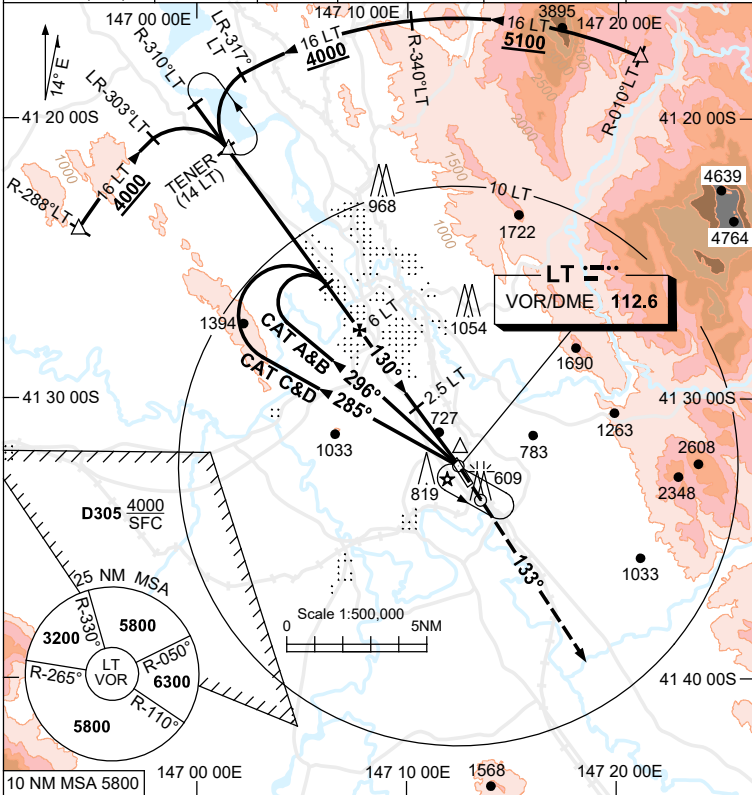 147 00 00E
147 10 00E
3895
147 20 00E
LR-317° LT
16 LT
4000
16 LT
5100
R-310°LT
R-340°LT
R-010°LT
14° E
41 20 00S
LR-303°LT
41 20 00S
1000
TENER
(14 LT)
16 LT
4000
R-288°LT
2500
2500
2000
1500
1000
10 LT
968
1722
4639
4764
LT
VOR/DME 112.6
1054
6 LT
1394
CAT A&B
296°
CAT C&D
285°
130°
2.5 LT
1690
41 30 00S
41 30 00S
727
1263
1033
783
2608
2348
819
609
D305 4000
SFC
133°
1033
25 NM MSA
R-330°
5800
3200
LT
VOR
R-050°
6300
R-265°
R-110°
5800
Scale 1:500,000
0
5NM
41 40 00S
147 00 00E
147 10 00E
147 20 00E
1568
10 NM MSA 5800